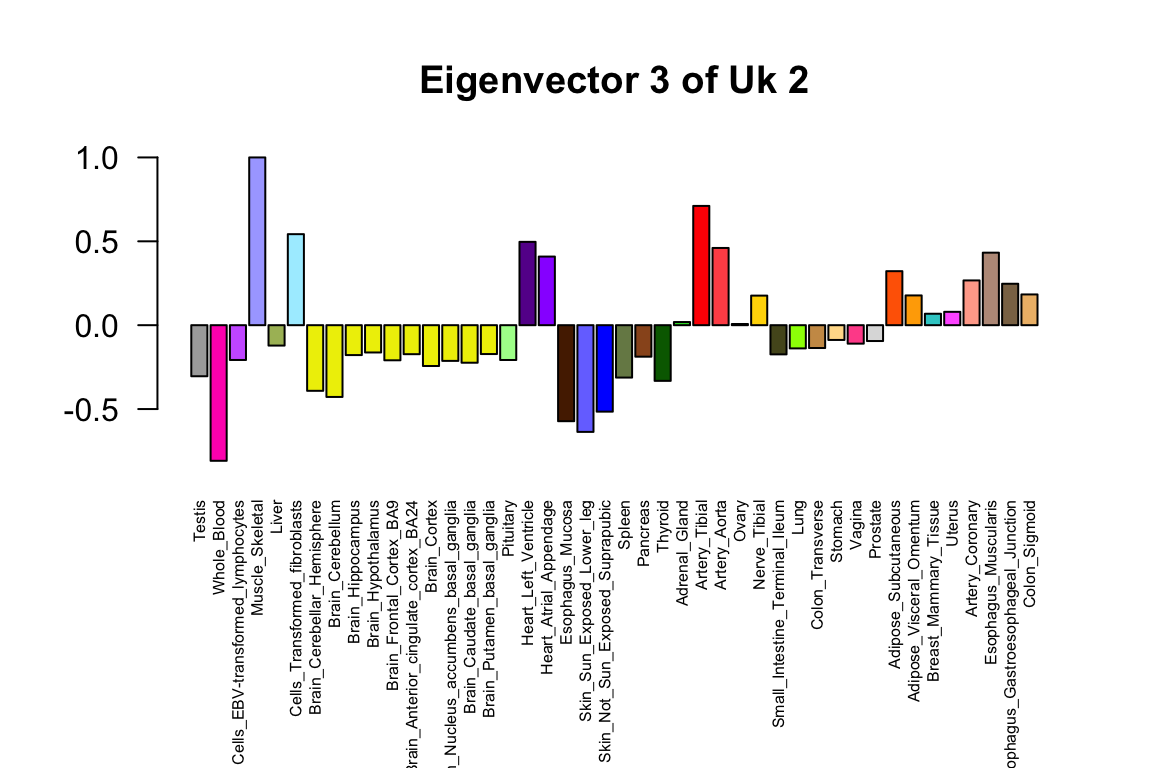 Eigenvector 3 of Uk 2
1.0
0.5
0.0
-0.5
Testis
Whole_Blood
Cells_EBV-transformed_lymphocytes
Muscle_Skeletal
Liver
Cells_Transformed_fibroblasts
Brain_Cerebellar_Hemisphere
Brain_Cerebellum
Brain_Hippocampus
Brain_Hypothalamus
Brain_Frontal_Cortex_BA9
Brain_Anterior_cingulate_cortex_BA24
Brain_Cortex
_Nucleus_accumbens_basal_ganglia
Brain_Caudate_basal_ganglia
Brain_Putamen_basal_ganglia
Pituitary
Heart_Left_Ventricle
Heart_Atrial_Appendage
Esophagus_Mucosa
Skin_Sun_Exposed_Lower_leg
Skin_Not_Sun_Exposed_Suprapubic
Spleen
Pancreas
Thyroid
Adrenal_Gland
Artery_Tibial
Artery_Aorta
Ovary
Nerve_Tibial
Small_Intestine_Terminal_Ileum
Lung
Colon_Transverse
Stomach
Vagina
Prostate
Adipose_Subcutaneous
Adipose_Visceral_Omentum
Breast_Mammary_Tissue
Uterus
Artery_Coronary
Esophagus_Muscularis
ophagus_Gastroesophageal_Junction
Colon_Sigmoid